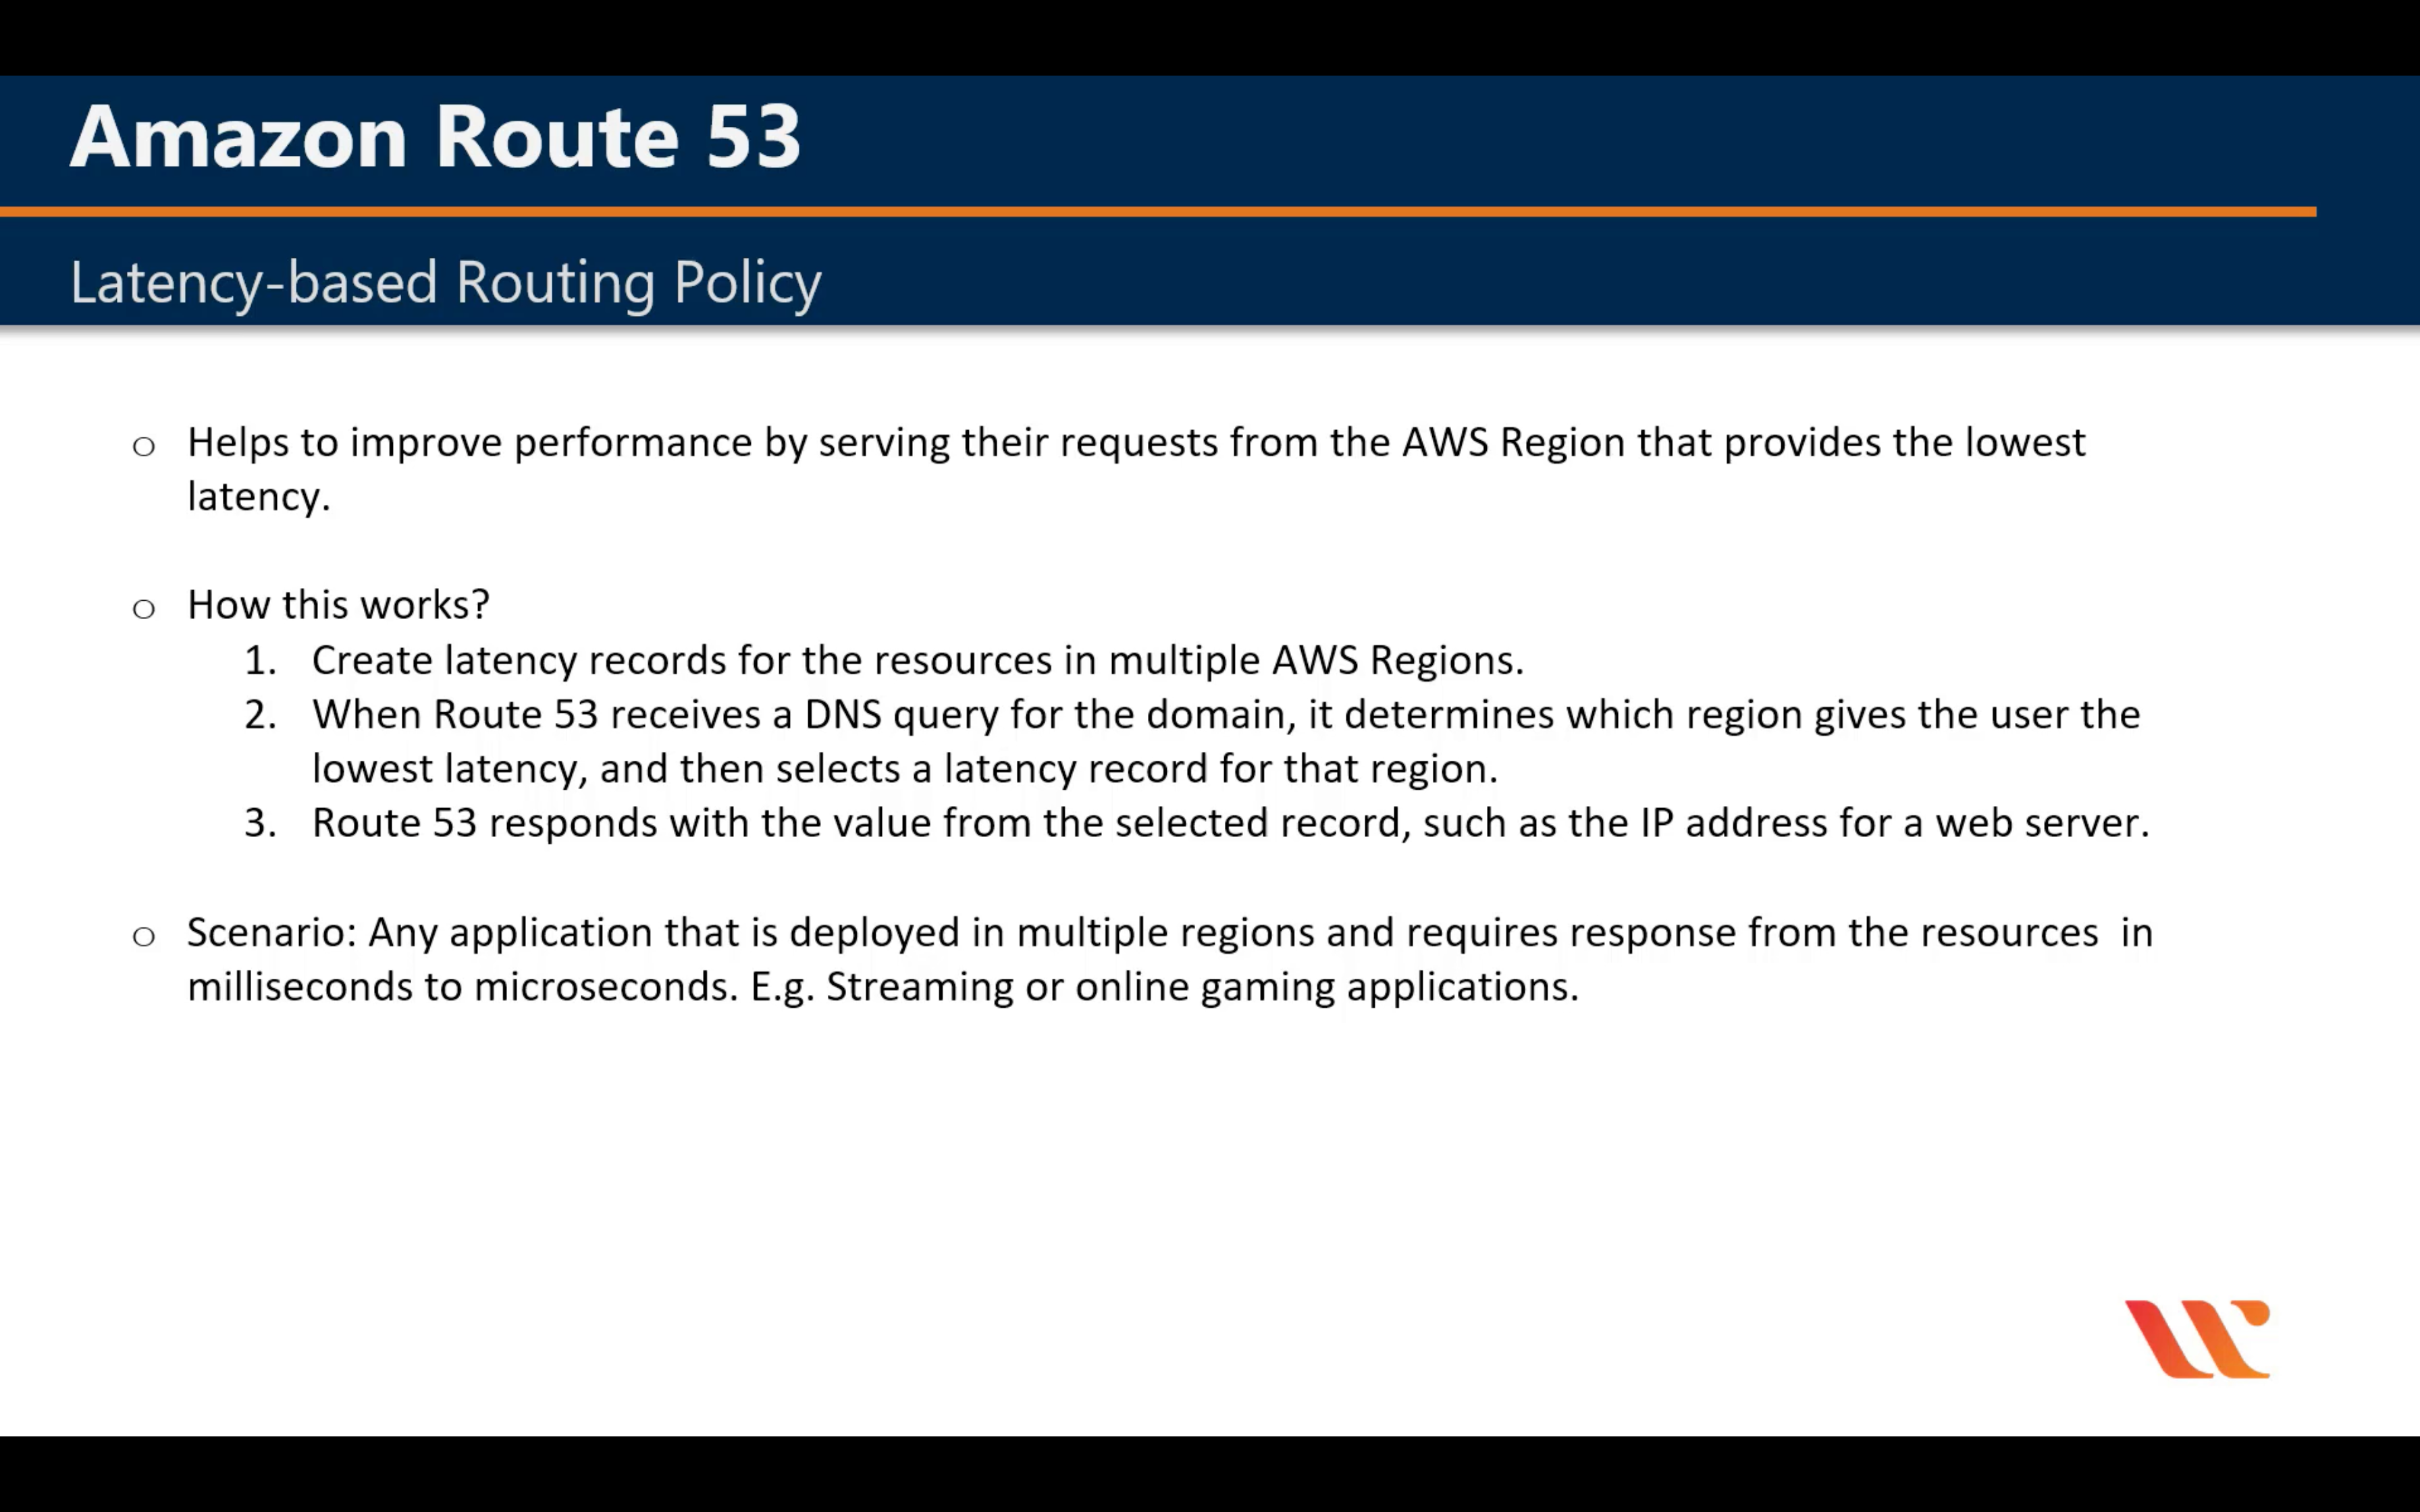 Amazon Route 53
Latency-based Routing Policy
o Helps to improve performance by serving their requests from the AWS Region that provides the lowest
latency.
o How this works?
1. Create latency records for the resources in multiple AWS Regions.
2. When Route 53 receives a DNS query for the domain, it determines which region gives the user the
lowest latency, and then selects a latency record for that region.
3. Route 53 responds with the value from the selected record, such as the IP address for a web server.
o Scenario: Any application that is deployed in multiple regions and requires response from the resources  in
milliseconds to microseconds. E.g. Streaming or online gaming applications.